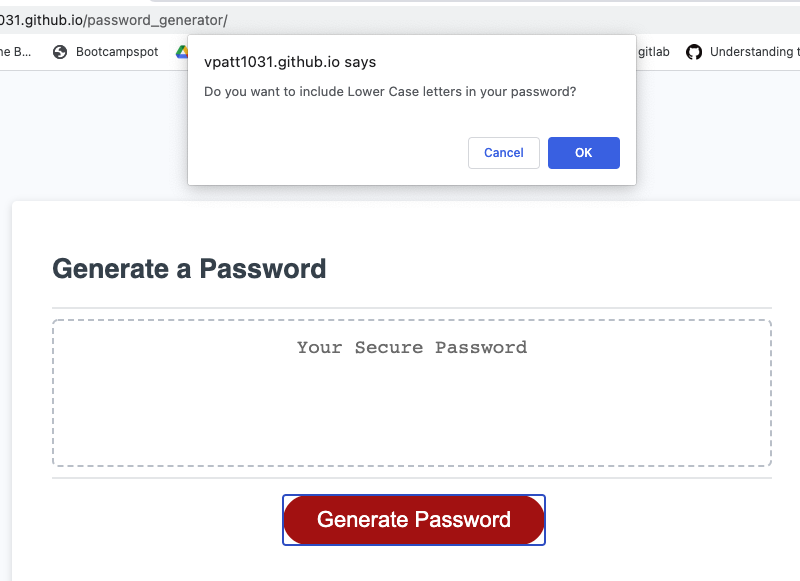 031.github.io/password_generator/
ne B... Bootcampspot gitlab Understanding t
vpatt1031.github.io says
Do you want to include Lower Case letters in your password?
Cancel OK
Generate a Password
Your Secure Password
Generate Password